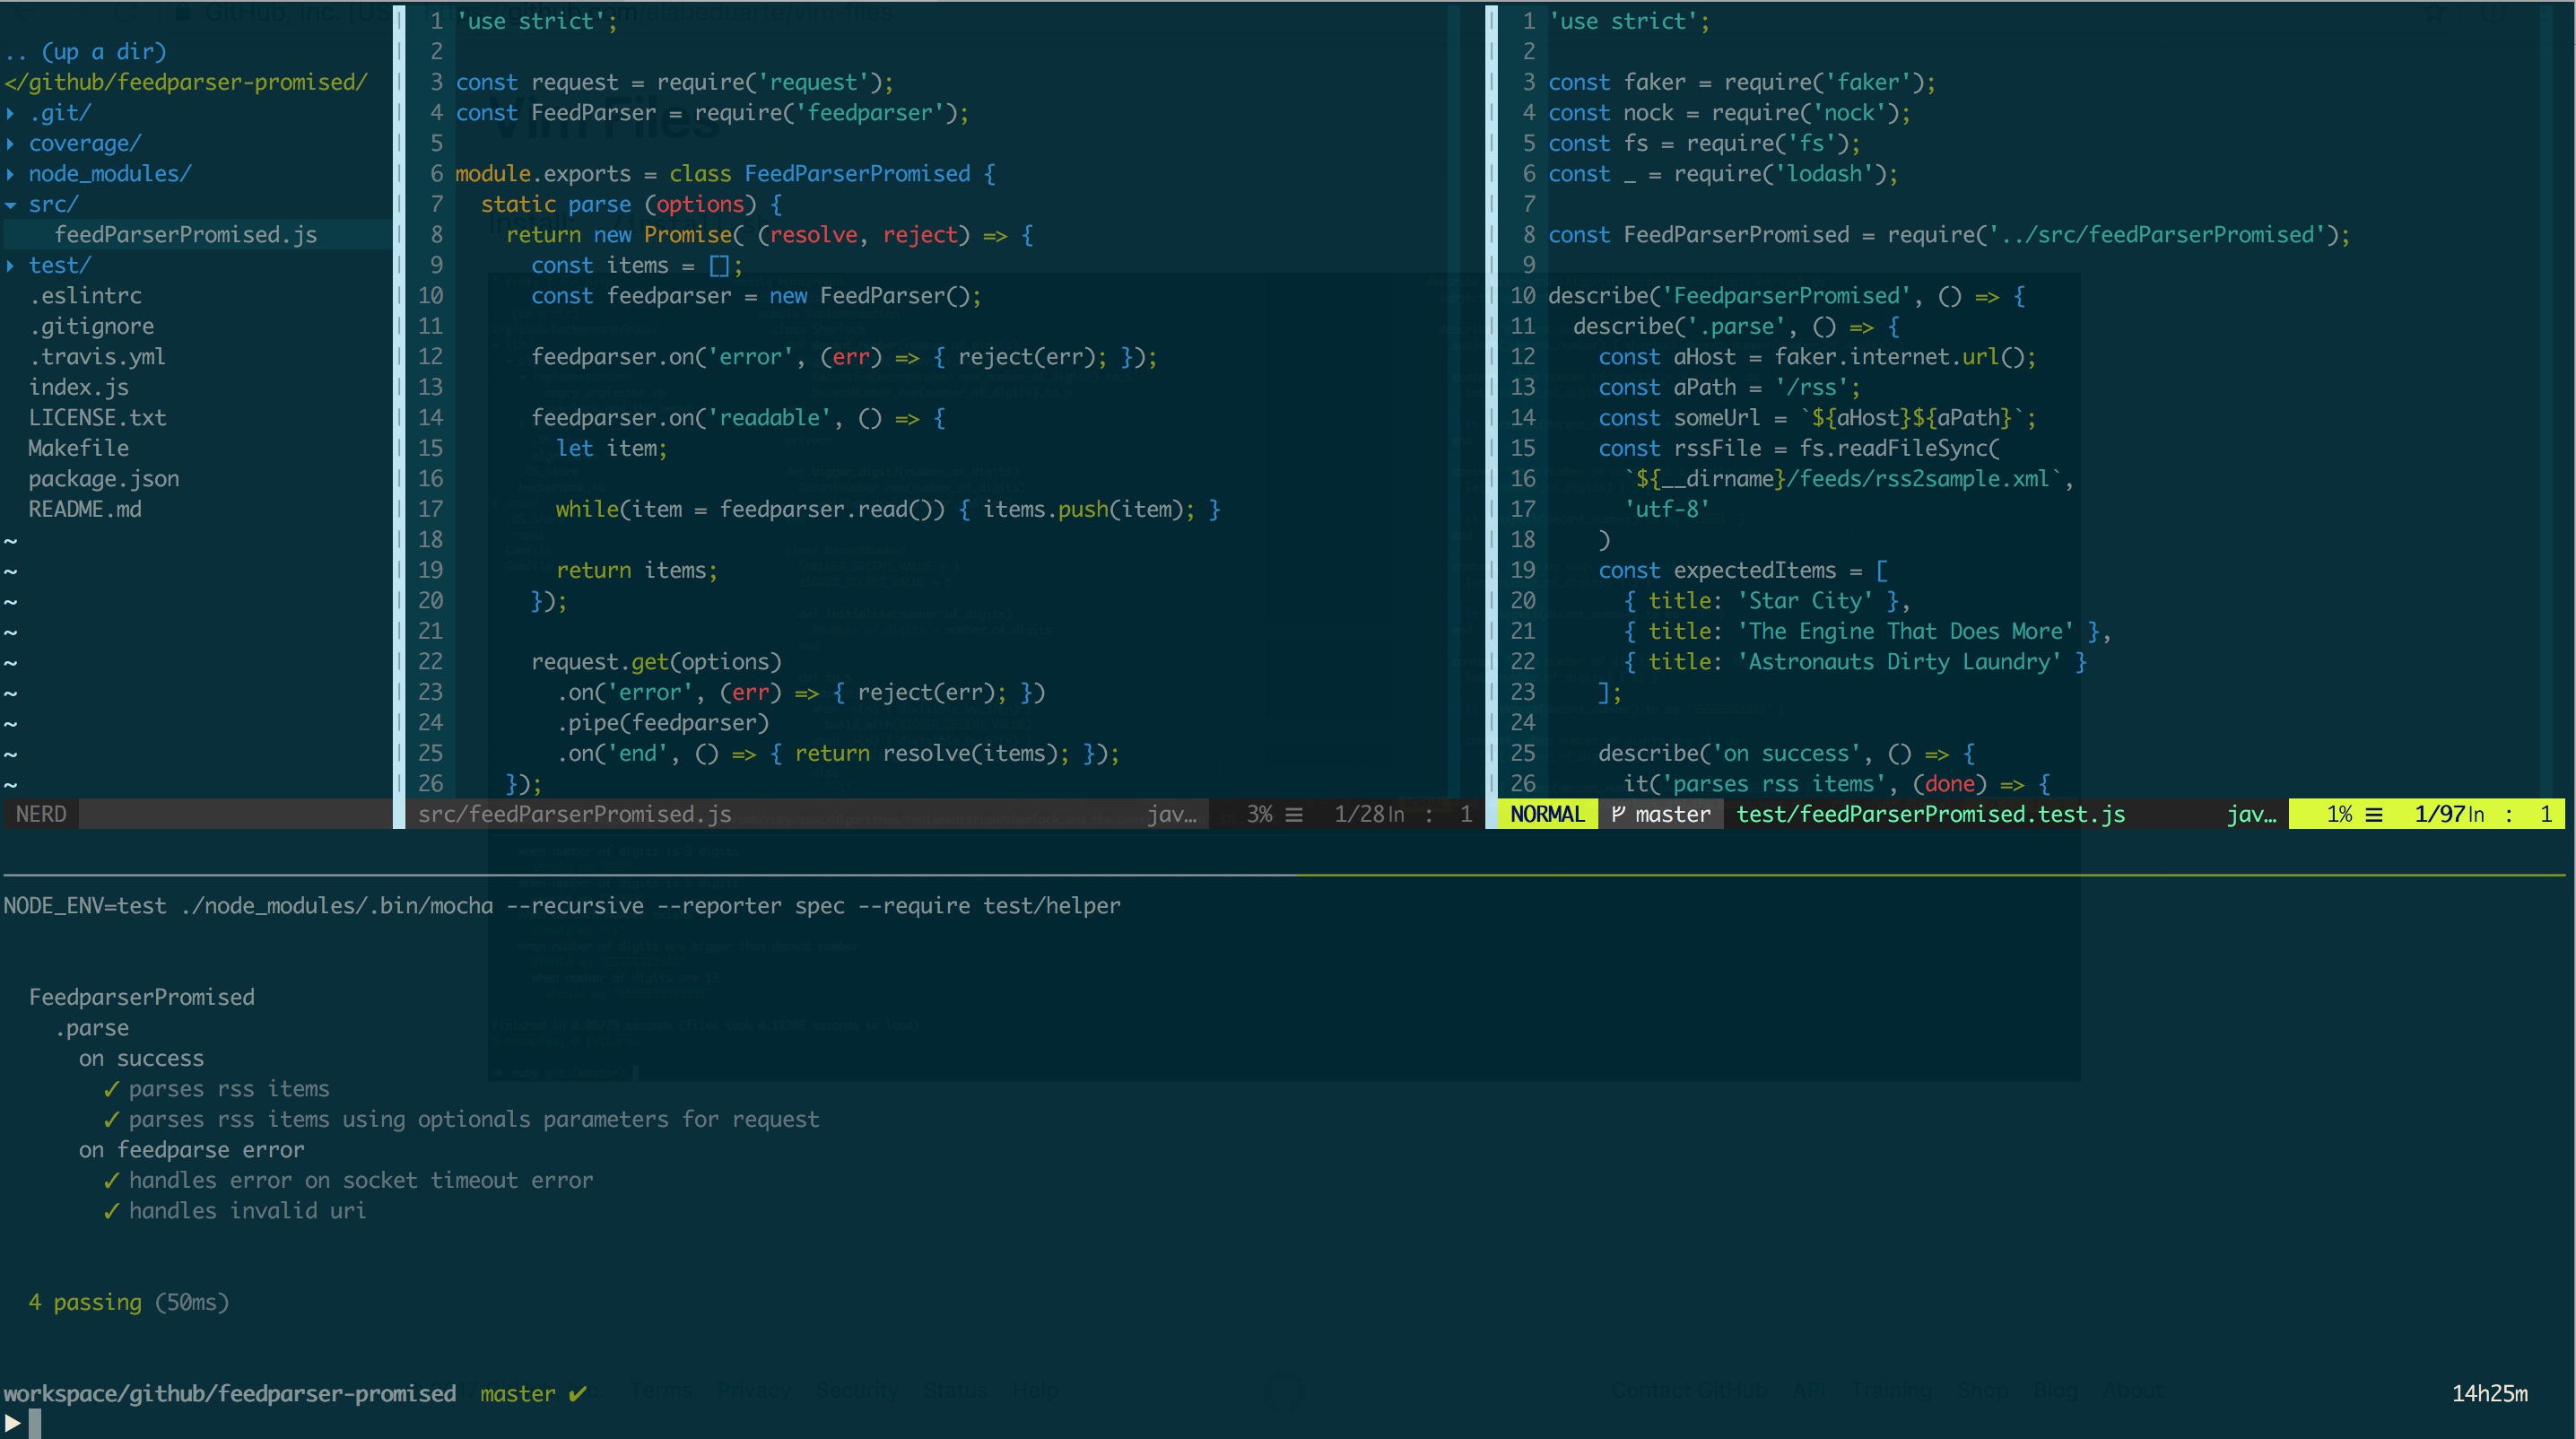 .. (up a dir)
</github/feedparser-promised/
▸ .git/
▸ coverage/
▸ node_modules/
▾ src/
feedParserPromised.js
▸ test/
.eslintrc
.gitignore
.travis.yml
index.js
LICENSE.txt
Makefile
package.json
README.md
~
~
~
~
~
~
~
~
~
NERD
1 'use strict';
2
3 const request = require('request');
4 const FeedParser = require('feedparser');
5
6 module.exports = class FeedParserPromised {
7   static parse (options) {
8     return new Promise( (resolve, reject) => {
9       const items = [];
10       const feedparser = new FeedParser();
11
12       feedparser.on('error', (err) => { reject(err); });
13
14       feedparser.on('readable', () => {
15         let item;
16
17         while(item = feedparser.read()) { items.push(item); }
18
19         return items;
20       });
21
22       request.get(options)
23         .on('error', (err) => { reject(err); })
24         .pipe(feedparser)
25         .on('end', () => { return resolve(items); });
26     });
src/feedParserPromised.js jav… 3% ☰ 1/28ln : 1
1 'use strict';
2
3 const faker = require('faker');
4 const nock = require('nock');
5 const fs = require('fs');
6 const _ = require('lodash');
7
8 const FeedParserPromised = require('../src/feedParserPromised');
9
10 describe('FeedparserPromised', () => {
11   describe('.parse', () => {
12     const aHost = faker.internet.url();
13     const aPath = '/rss';
14     const someUrl = `${aHost}${aPath}`;
15     const rssFile = fs.readFileSync(
16       `${__dirname}/feeds/rss2sample.xml`,
17       'utf-8'
18     )
19     const expectedItems = [
20       { title: 'Star City' },
21       { title: 'The Engine That Does More' },
22       { title: 'Astronauts Dirty Laundry' }
23     ];
24
25     describe('on success', () => {
26       it('parses rss items', (done) => {
NORMAL master test/feedParserPromised.test.js jav… 1% ☰ 1/97ln : 1
NODE_ENV=test ./node_modules/.bin/mocha --recursive --reporter spec --require test/helper
FeedparserPromised
.parse
on success
✓ parses rss items
✓ parses rss items using optionals parameters for request
on feedparse error
✓ handles error on socket timeout error
✓ handles invalid uri
4 passing (50ms)
workspace/github/feedparser-promised master ✔ 14h25m
▶